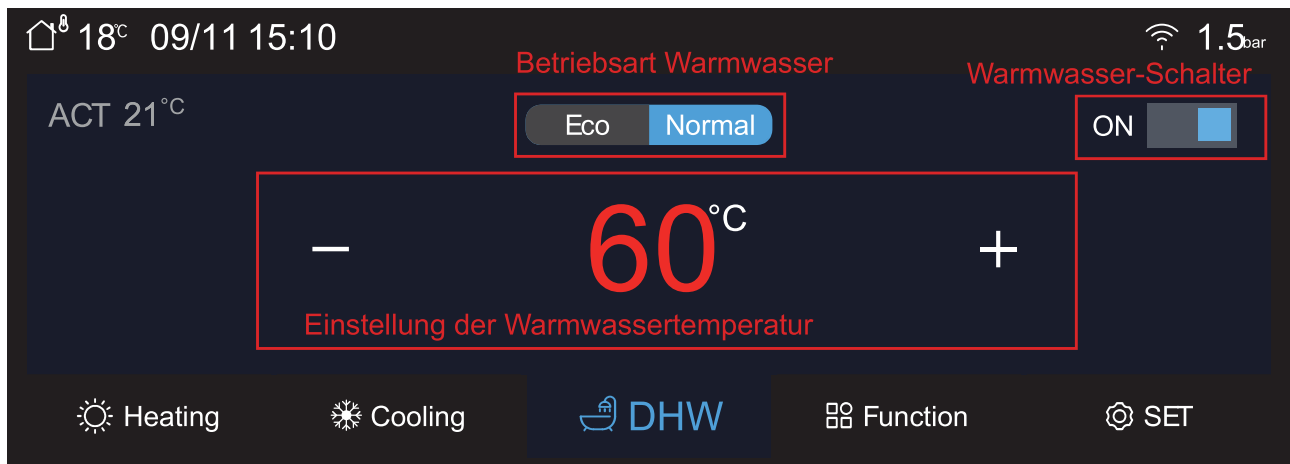 18℃ 09/11 15:10 1.5bar
Betriebsart Warmwasser
Warmwasser-Schalter
ACT 21°C
Eco Normal
ON
− 60°C +
Einstellung der Warmwassertemperatur
Heating Cooling DHW Function SET